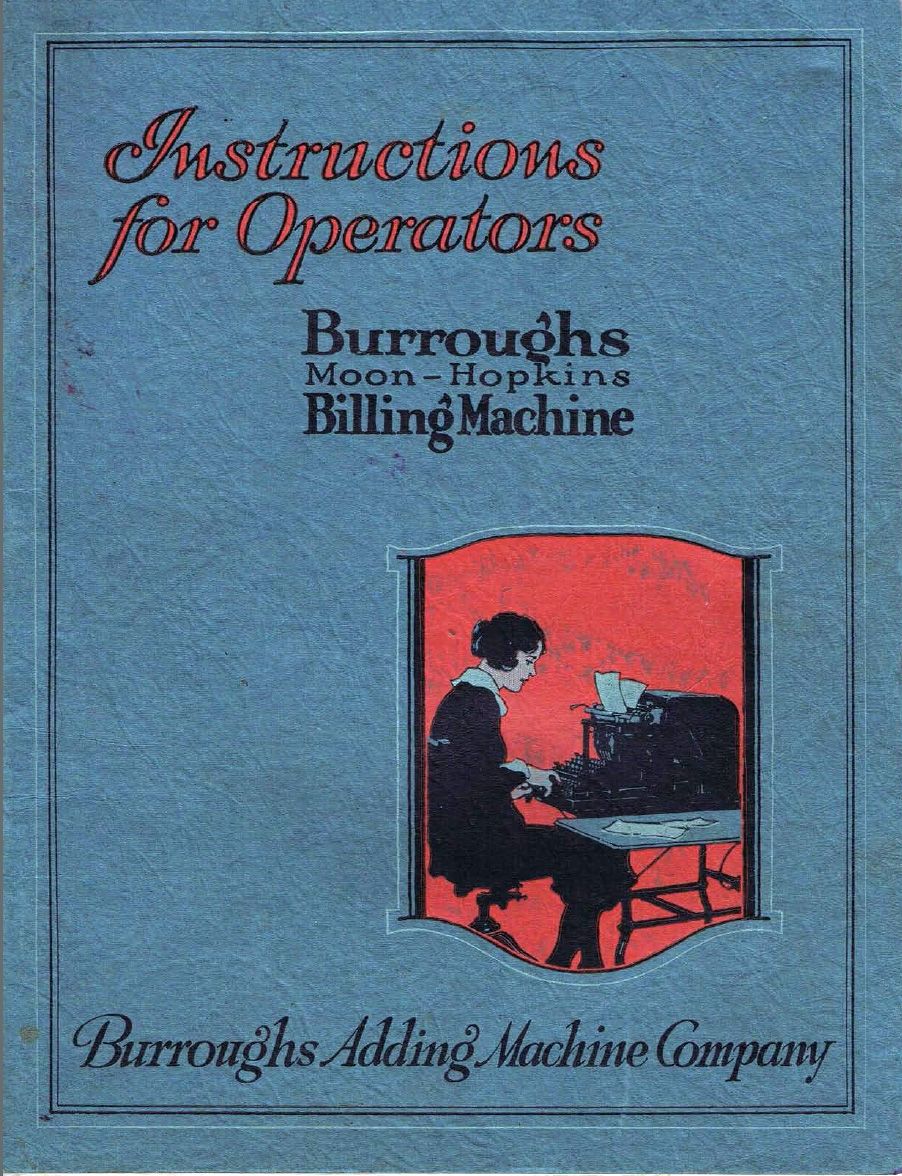 Instructions
for Operators
Burroughs
Moon-Hopkins
Billing Machine
Burroughs Adding Machine Company